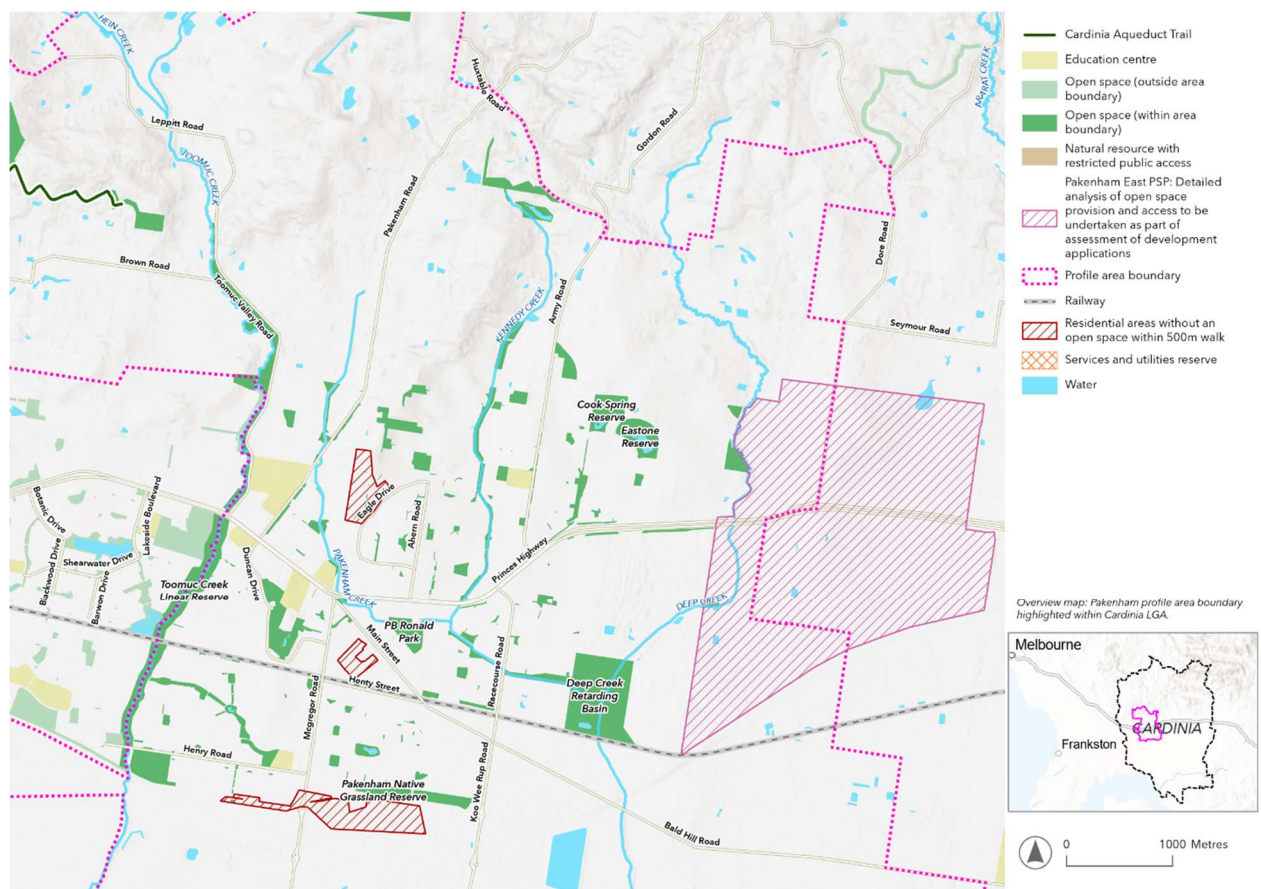 HEIN CREEK
Huxtable Road
Gordon Road
ARARAT CREEK
Leppitt Road
TOOMUC CREEK
Pakenham Road
Dore Road
Brown Road
Toomuc Valley Road
KENNEDY CREEK
Army Road
Seymour Road
Cook Spring
Reserve
Eastone
Reserve
Eagle Drive
Ahern Road
Botanic Drive
Lakeside Boulevard
Blackwood Drive
Shearwater Drive
Barwon Drive
Duncan Drive
Princes Highway
Toomuc Creek
Linear Reserve
PAKENHAM CREEK
DEEP CREEK
PB Ronald
Park
Main Street
Henty Street
Racecourse Road
Deep Creek
Retarding
Basin
Mcgregor Road
Henry Road
Pakenham Native
Grassland Reserve
Koo Wee Rup Road
Bald Hill Road
Cardinia Aqueduct Trail
Education centre
Open space (outside area
boundary)
Open space (within area
boundary)
Natural resource with
restricted public access
Pakenham East PSP: Detailed
analysis of open space
provision and access to be
undertaken as part of
assessment of development
applications
Profile area boundary
Railway
Residential areas without an
open space within 500m walk
Services and utilities reserve
Water
Overview map: Pakenham profile area boundary
highlighted within Cardinia LGA.
Melbourne
CARDINIA
Frankston
0 1000 Metres